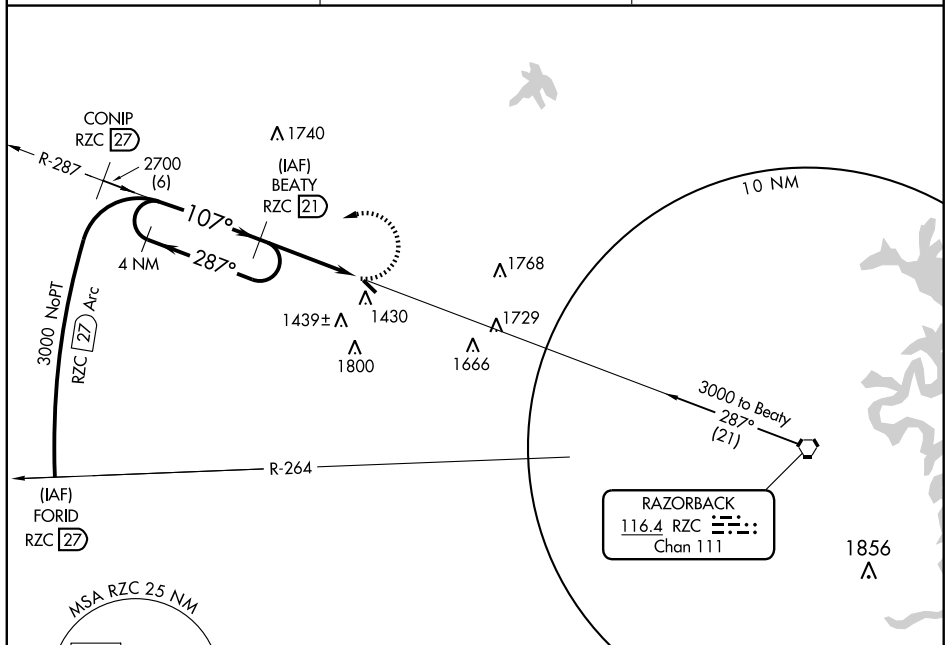 CONIP
RZC 27
R-287
2700
(6)
1740
(IAF)
BEATY
RZC 21
10 NM
107°
4 NM
287°
1768
3000 NoPT
RZC 27 Arc
1439±
1430
1729
1800
1666
3000 to Beaty
287°
(21)
R-264
(IAF)
FORID
RZC 27
RAZORBACK
116.4 RZC
Chan 111
1856
MSA RZC 25 NM